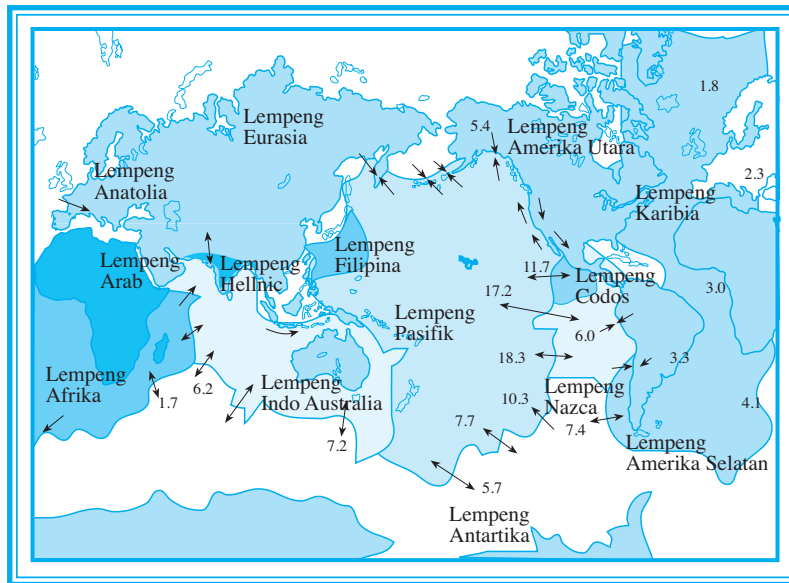 1.8
5.4
Lempeng
Amerika Utara
Lempeng
Eurasia
Lempeng
Anatolia
2.3
Lempeng
Karibia
Lempeng
Arab
Lempeng
Hellnic
Lempeng
Filipina
11.7
Lempeng
Codos
17.2
3.0
Lempeng
Pasifik
6.0
18.3
3.3
Lempeng
Afrika
6.2
1.7
Lempeng
Indo Australia
Lempeng
Nazca
10.3
4.1
7.2
7.7
7.4
Lempeng
Amerika Selatan
5.7
Lempeng
Antartika